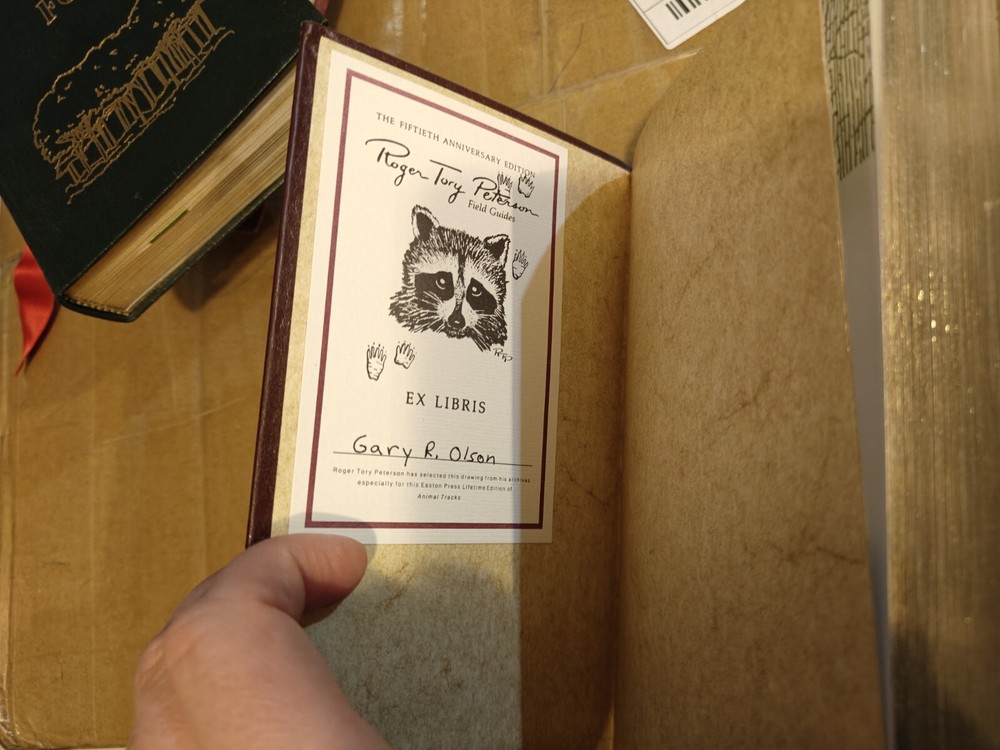 THE FIFTIETH ANNIVERSARY EDITION
Roger Tory Peterson
Field Guides
RTP
EX LIBRIS
Gary R. Olson
Roger Tory Peterson has selected this drawing from his archives
especially for this Easton Press Lifetime Edition of
Animal Tracks